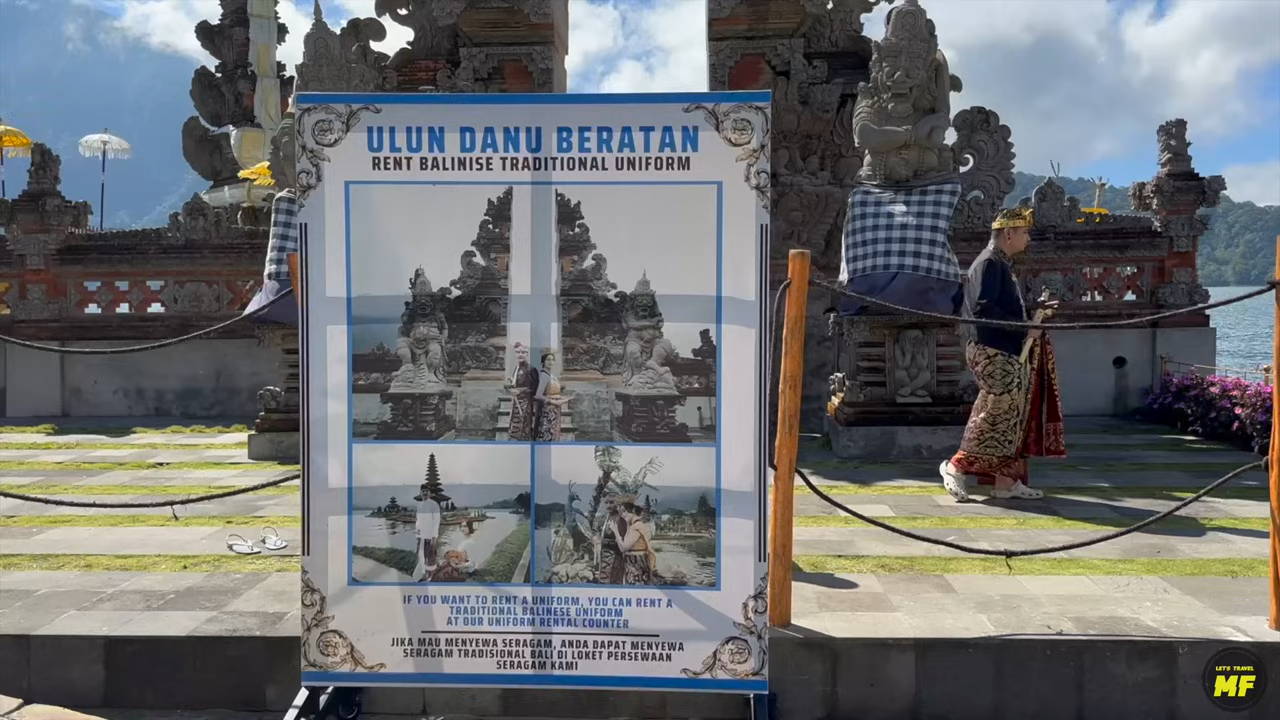 ULUN DANU BERATAN
RENT BALINISE TRADITIONAL UNIFORM
IF YOU WANT TO RENT A UNIFORM, YOU CAN RENT A
TRADITIONAL BALINESE UNIFORM
AT OUR UNIFORM RENTAL COUNTER
JIKA MAU MENYEWA SERAGAM, ANDA DAPAT MENYEWA
SERAGAM TRADISIONAL BALI DI LOKET PERSEWAAN
SERAGAM KAMI
LET'S TRAVEL
MF